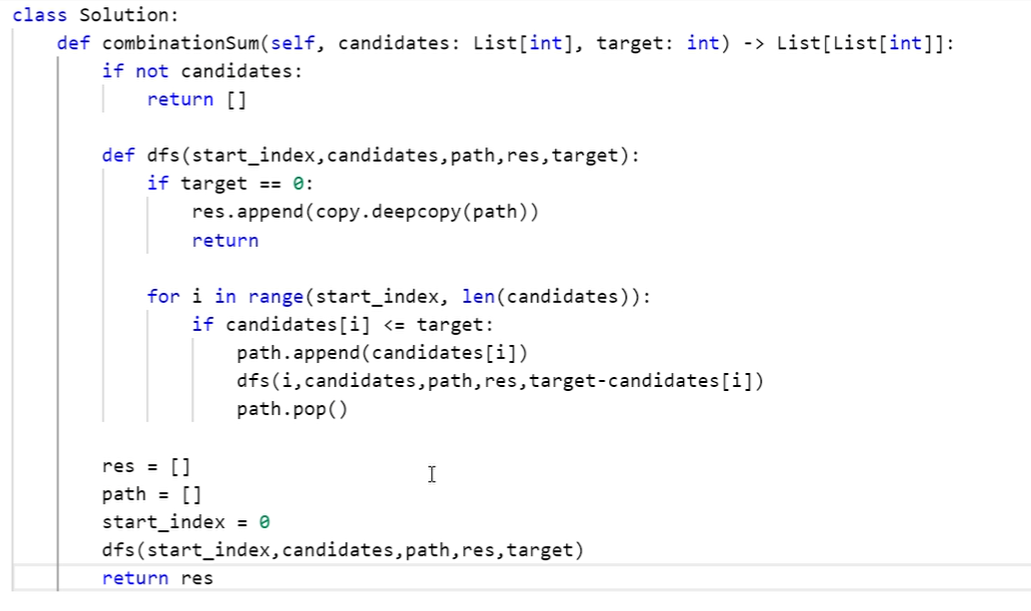 class Solution:
    def combinationSum(self, candidates: List[int], target: int) -> List[List[int]]:
        if not candidates:
            return []
        def dfs(start_index,candidates,path,res,target):
            if target == 0:
                res.append(copy.deepcopy(path))
                return
            for i in range(start_index, len(candidates)):
                if candidates[i] <= target:
                    path.append(candidates[i])
                    dfs(i,candidates,path,res,target-candidates[i])
                    path.pop()
        res = []
        path = []
        start_index = 0
        dfs(start_index,candidates,path,res,target)
        return res